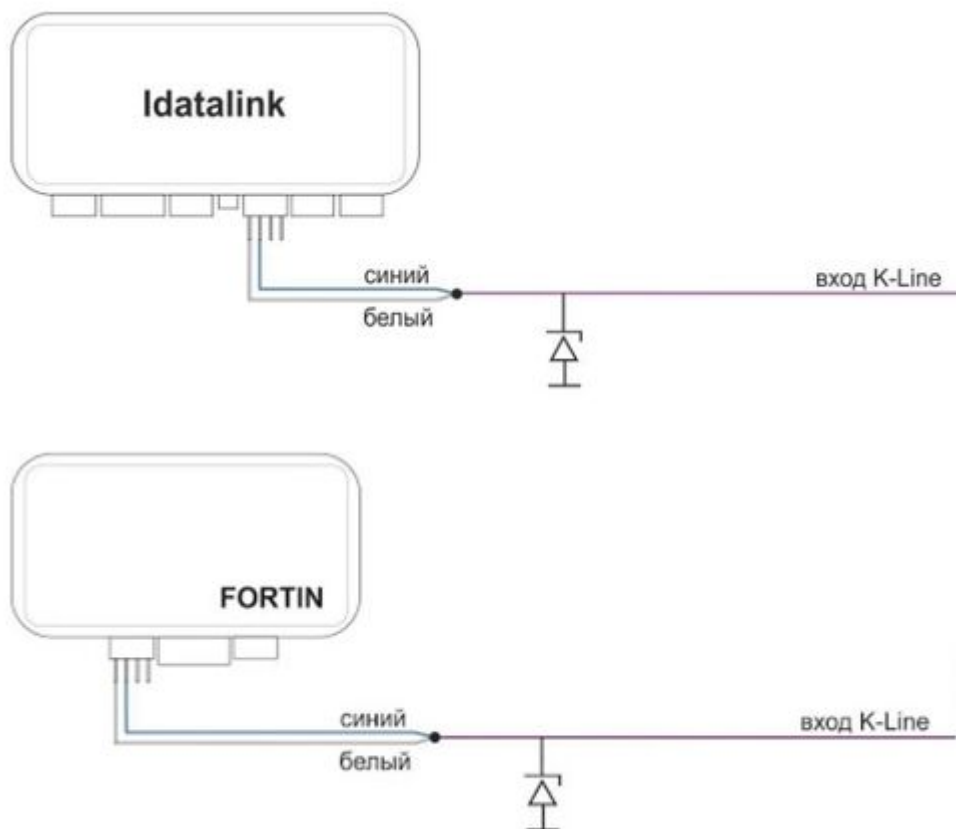 Idatalink
синий
вход K-Line
белый
FORTIN
синий
вход K-Line
белый